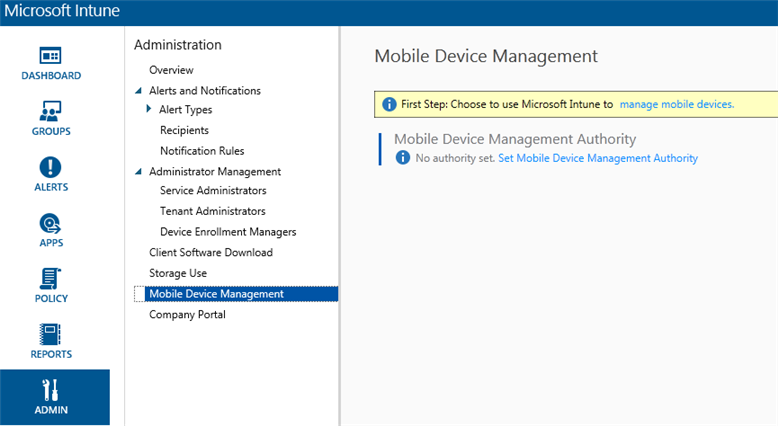 Microsoft Intune
DASHBOARD
GROUPS
ALERTS
APPS
POLICY
REPORTS
ADMIN
Administration
Overview
Alerts and Notifications
Alert Types
Recipients
Notification Rules
Administrator Management
Service Administrators
Tenant Administrators
Device Enrollment Managers
Client Software Download
Storage Use
Mobile Device Management
Company Portal
Mobile Device Management
First Step: Choose to use Microsoft Intune to manage mobile devices.
Mobile Device Management Authority
No authority set. Set Mobile Device Management Authority